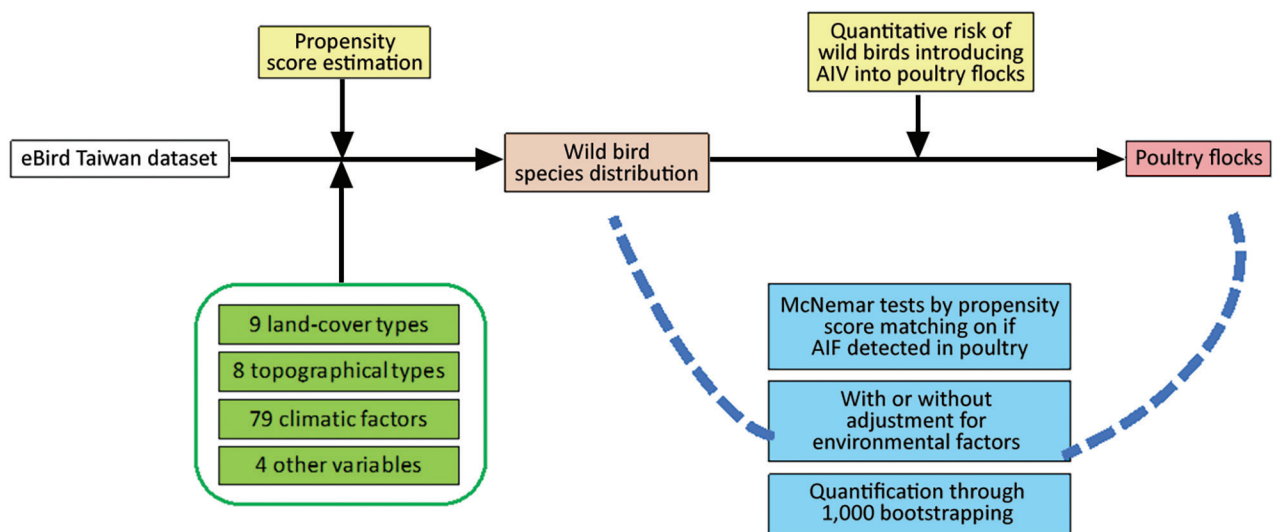 Propensity
score estimation
Quantitative risk of
wild birds introducing
AIV into poultry flocks
eBird Taiwan dataset
Wild bird
species distribution
Poultry flocks
9 land-cover types
8 topographical types
79 climatic factors
4 other variables
McNemar tests by propensity
score matching on if
AIF detected in poultry
With or without
adjustment for
environmental factors
Quantification through
1,000 bootstrapping